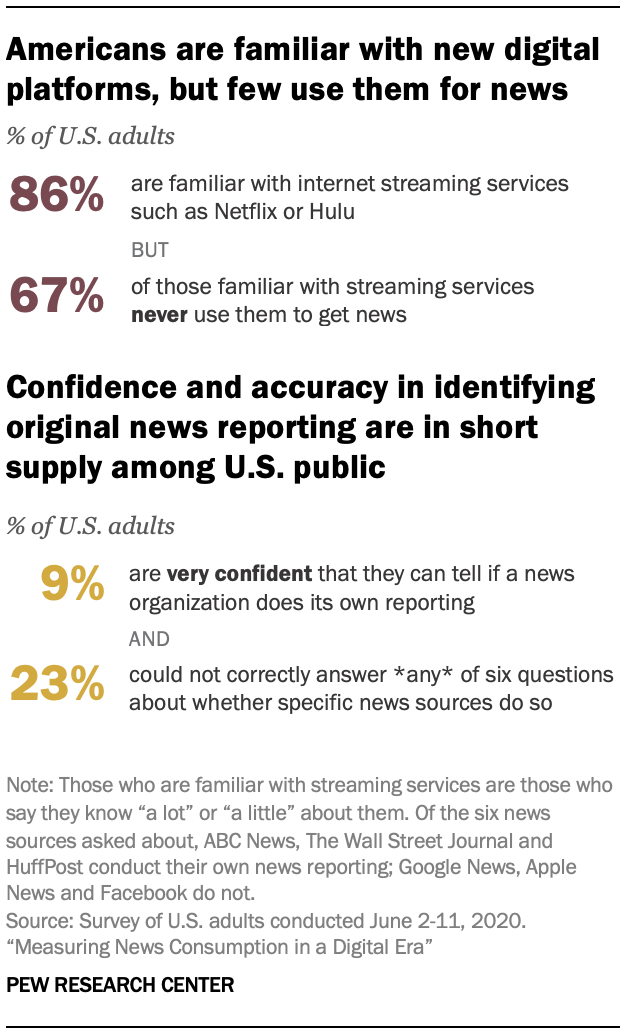 Americans are familiar with new digital
platforms, but few use them for news
% of U.S. adults
86% are familiar with internet streaming services
such as Netflix or Hulu
BUT
67% of those familiar with streaming services
never use them to get news
Confidence and accuracy in identifying
original news reporting are in short
supply among U.S. public
% of U.S. adults
9% are very confident that they can tell if a news
organization does its own reporting
AND
23% could not correctly answer *any* of six questions
about whether specific news sources do so
Note: Those who are familiar with streaming services are those who
say they know “a lot” or “a little” about them. Of the six news
sources asked about, ABC News, The Wall Street Journal and
HuffPost conduct their own news reporting; Google News, Apple
News and Facebook do not.
Source: Survey of U.S. adults conducted June 2-11, 2020.
“Measuring News Consumption in a Digital Era”
PEW RESEARCH CENTER